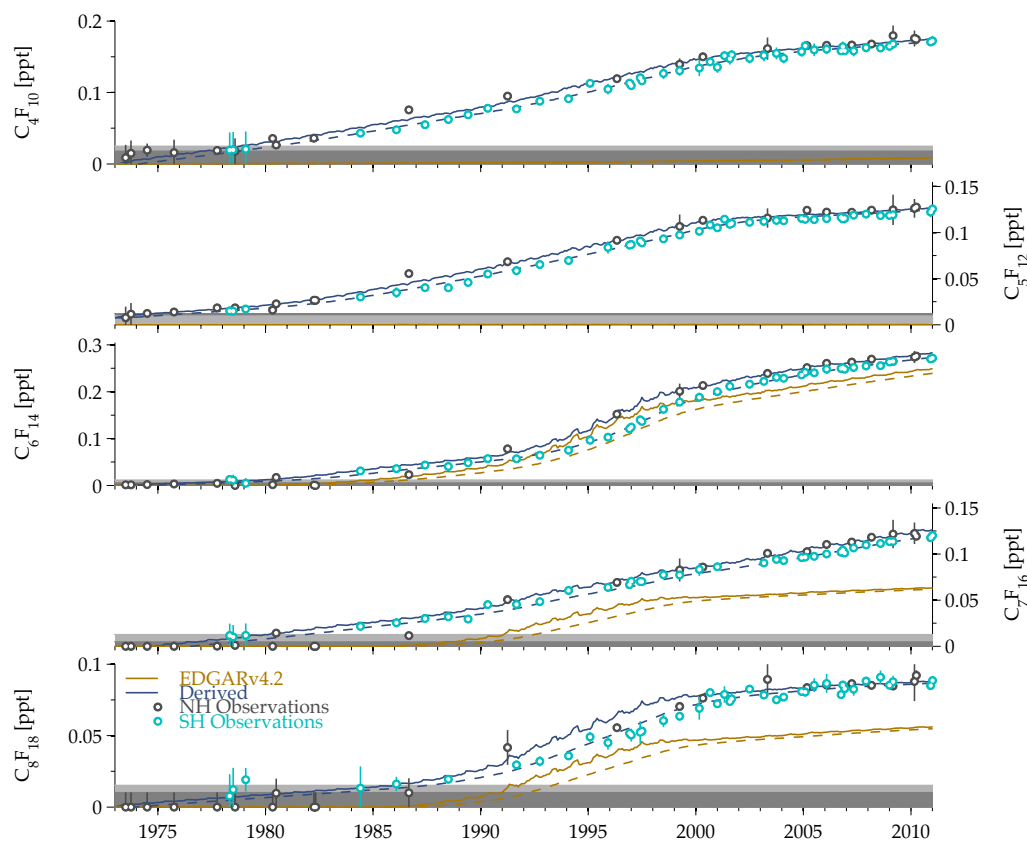 0.2
0.1
0
C4F10 [ppt]
0.15
0.1
0.05
0
C5F12 [ppt]
0.3
0.2
0.1
0
C6F14 [ppt]
0.15
0.1
0.05
0
C7F16 [ppt]
0.1
0.05
0
C8F18 [ppt]
EDGARv4.2
Derived
NH Observations
SH Observations
1975 1980 1985 1990 1995 2000 2005 2010